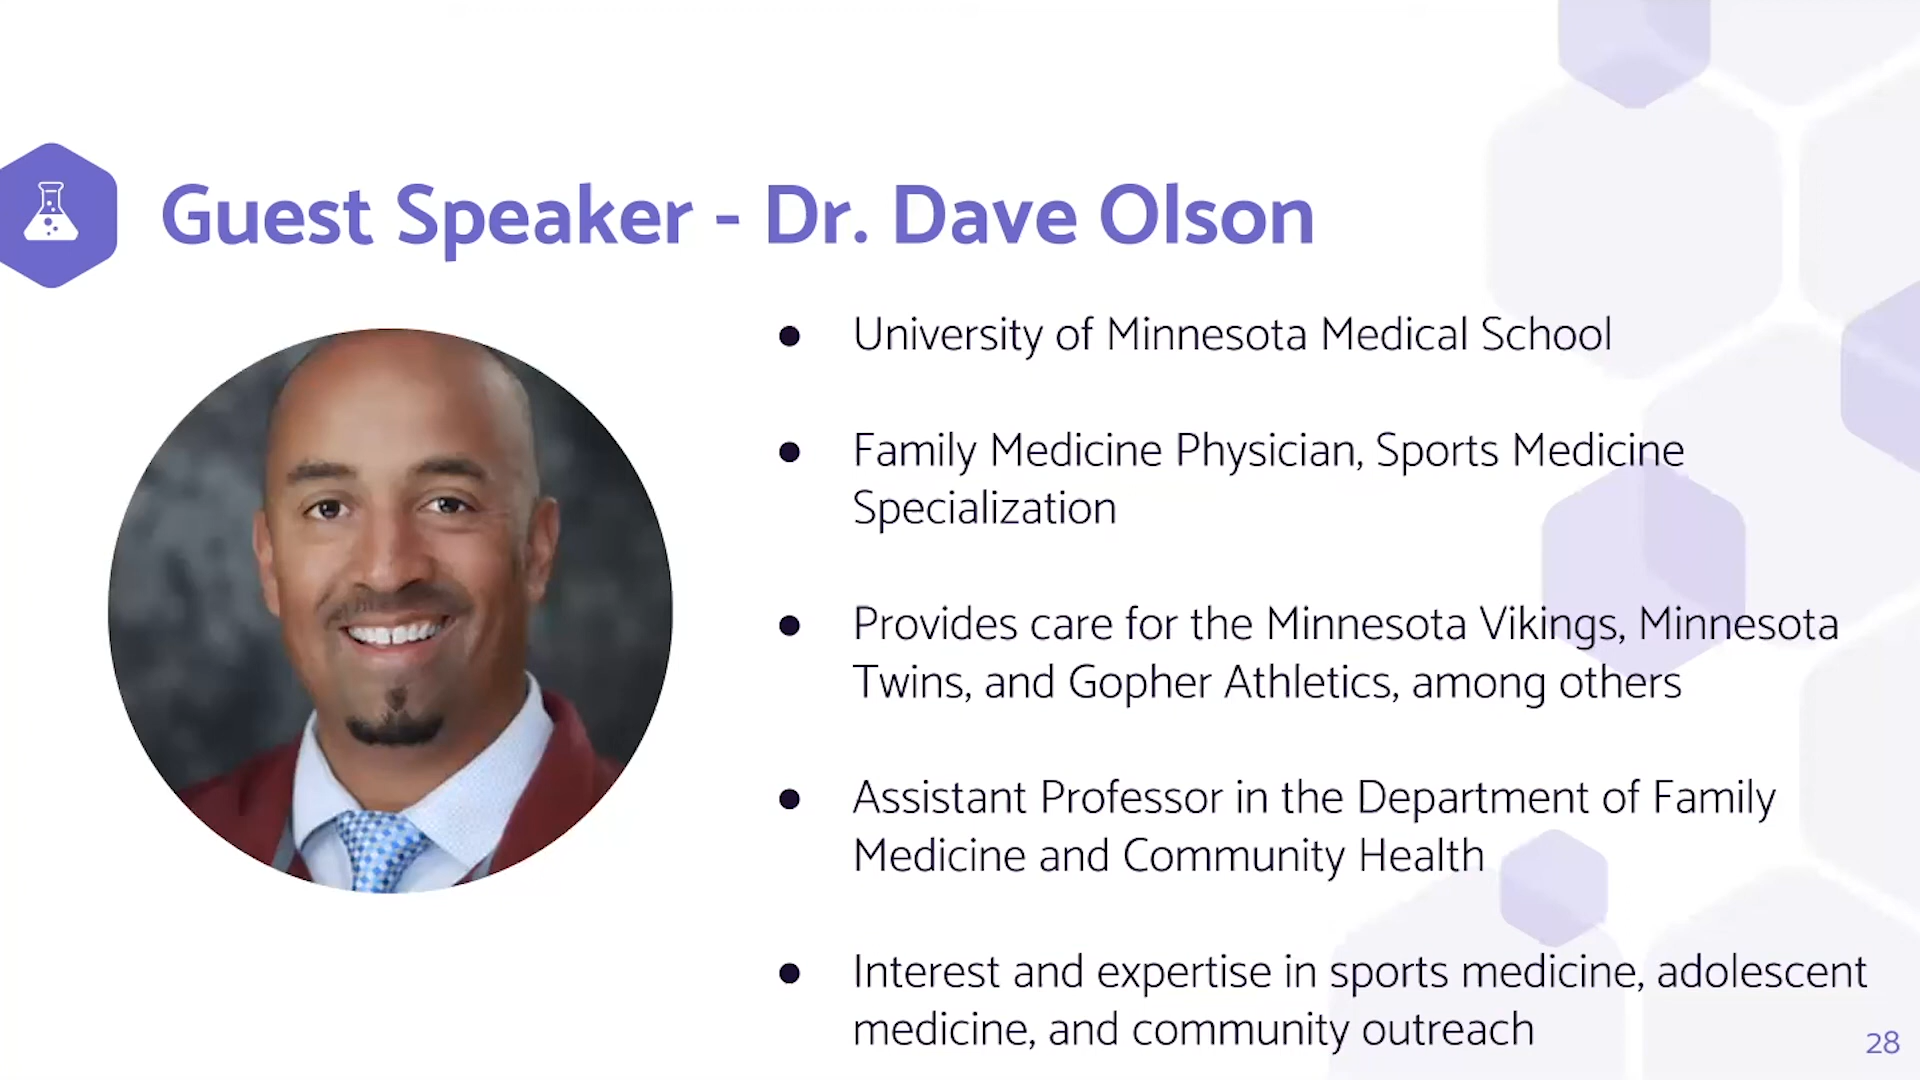 Guest Speaker - Dr. Dave Olson
● University of Minnesota Medical School
● Family Medicine Physician, Sports Medicine
Specialization
● Provides care for the Minnesota Vikings, Minnesota
Twins, and Gopher Athletics, among others
● Assistant Professor in the Department of Family
Medicine and Community Health
● Interest and expertise in sports medicine, adolescent
medicine, and community outreach
28